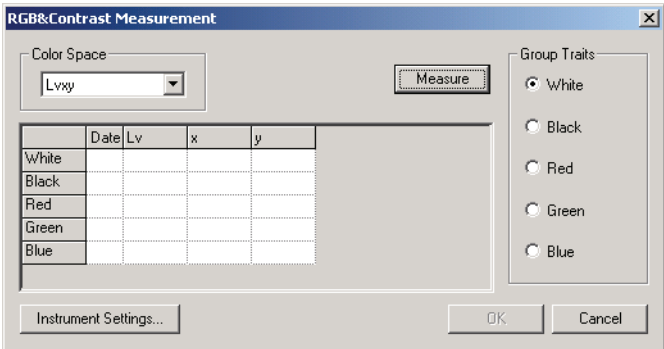 RGB&Contrast Measurement
Color Space
Lvxy
Measure
Group Traits
White
Black
Red
Green
Blue
Date Lv x y
White
Black
Red
Green
Blue
Instrument Settings...
OK
Cancel